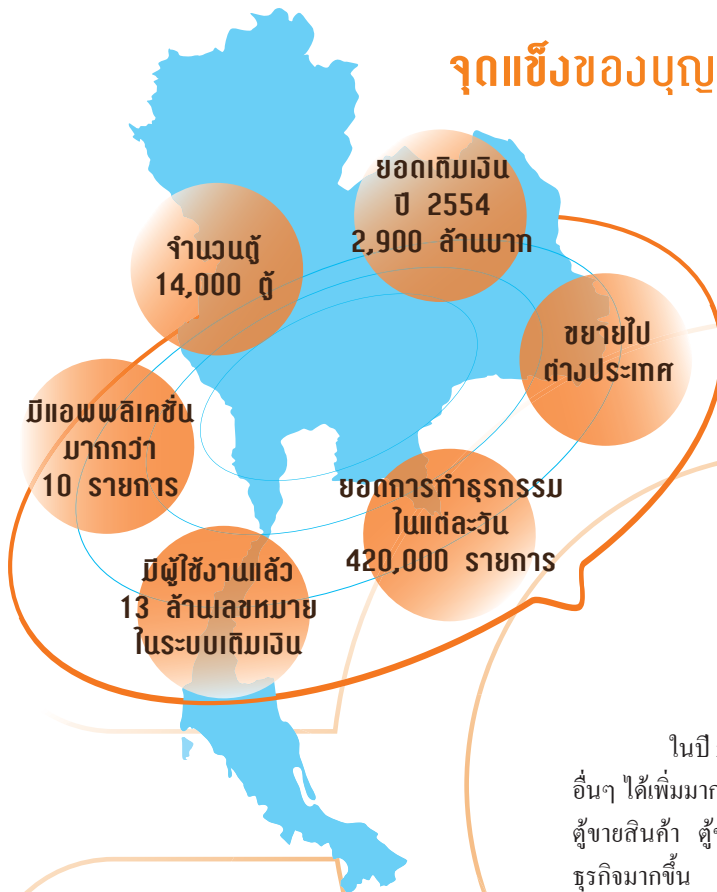 จุดแข็งของบุญ
ยอดเติมเงิน
ปี 2554
2,900 ล้านบาท
จำนวนตู้
14,000 ตู้
ขยายไป
ต่างประเทศ
มีแอพพลิเคชั่น
มากกว่า
10 รายการ
ยอดการทำธุรกรรม
ในแต่ละวัน
420,000 รายการ
มีผู้ใช้งานแล้ว
13 ล้านเลขหมาย
ในระบบเติมเงิน
ในปี
อื่นๆ ได้เพิ่มมาก
ตู้ขายสินค้า ตู้
ธุรกิจมากขึ้น